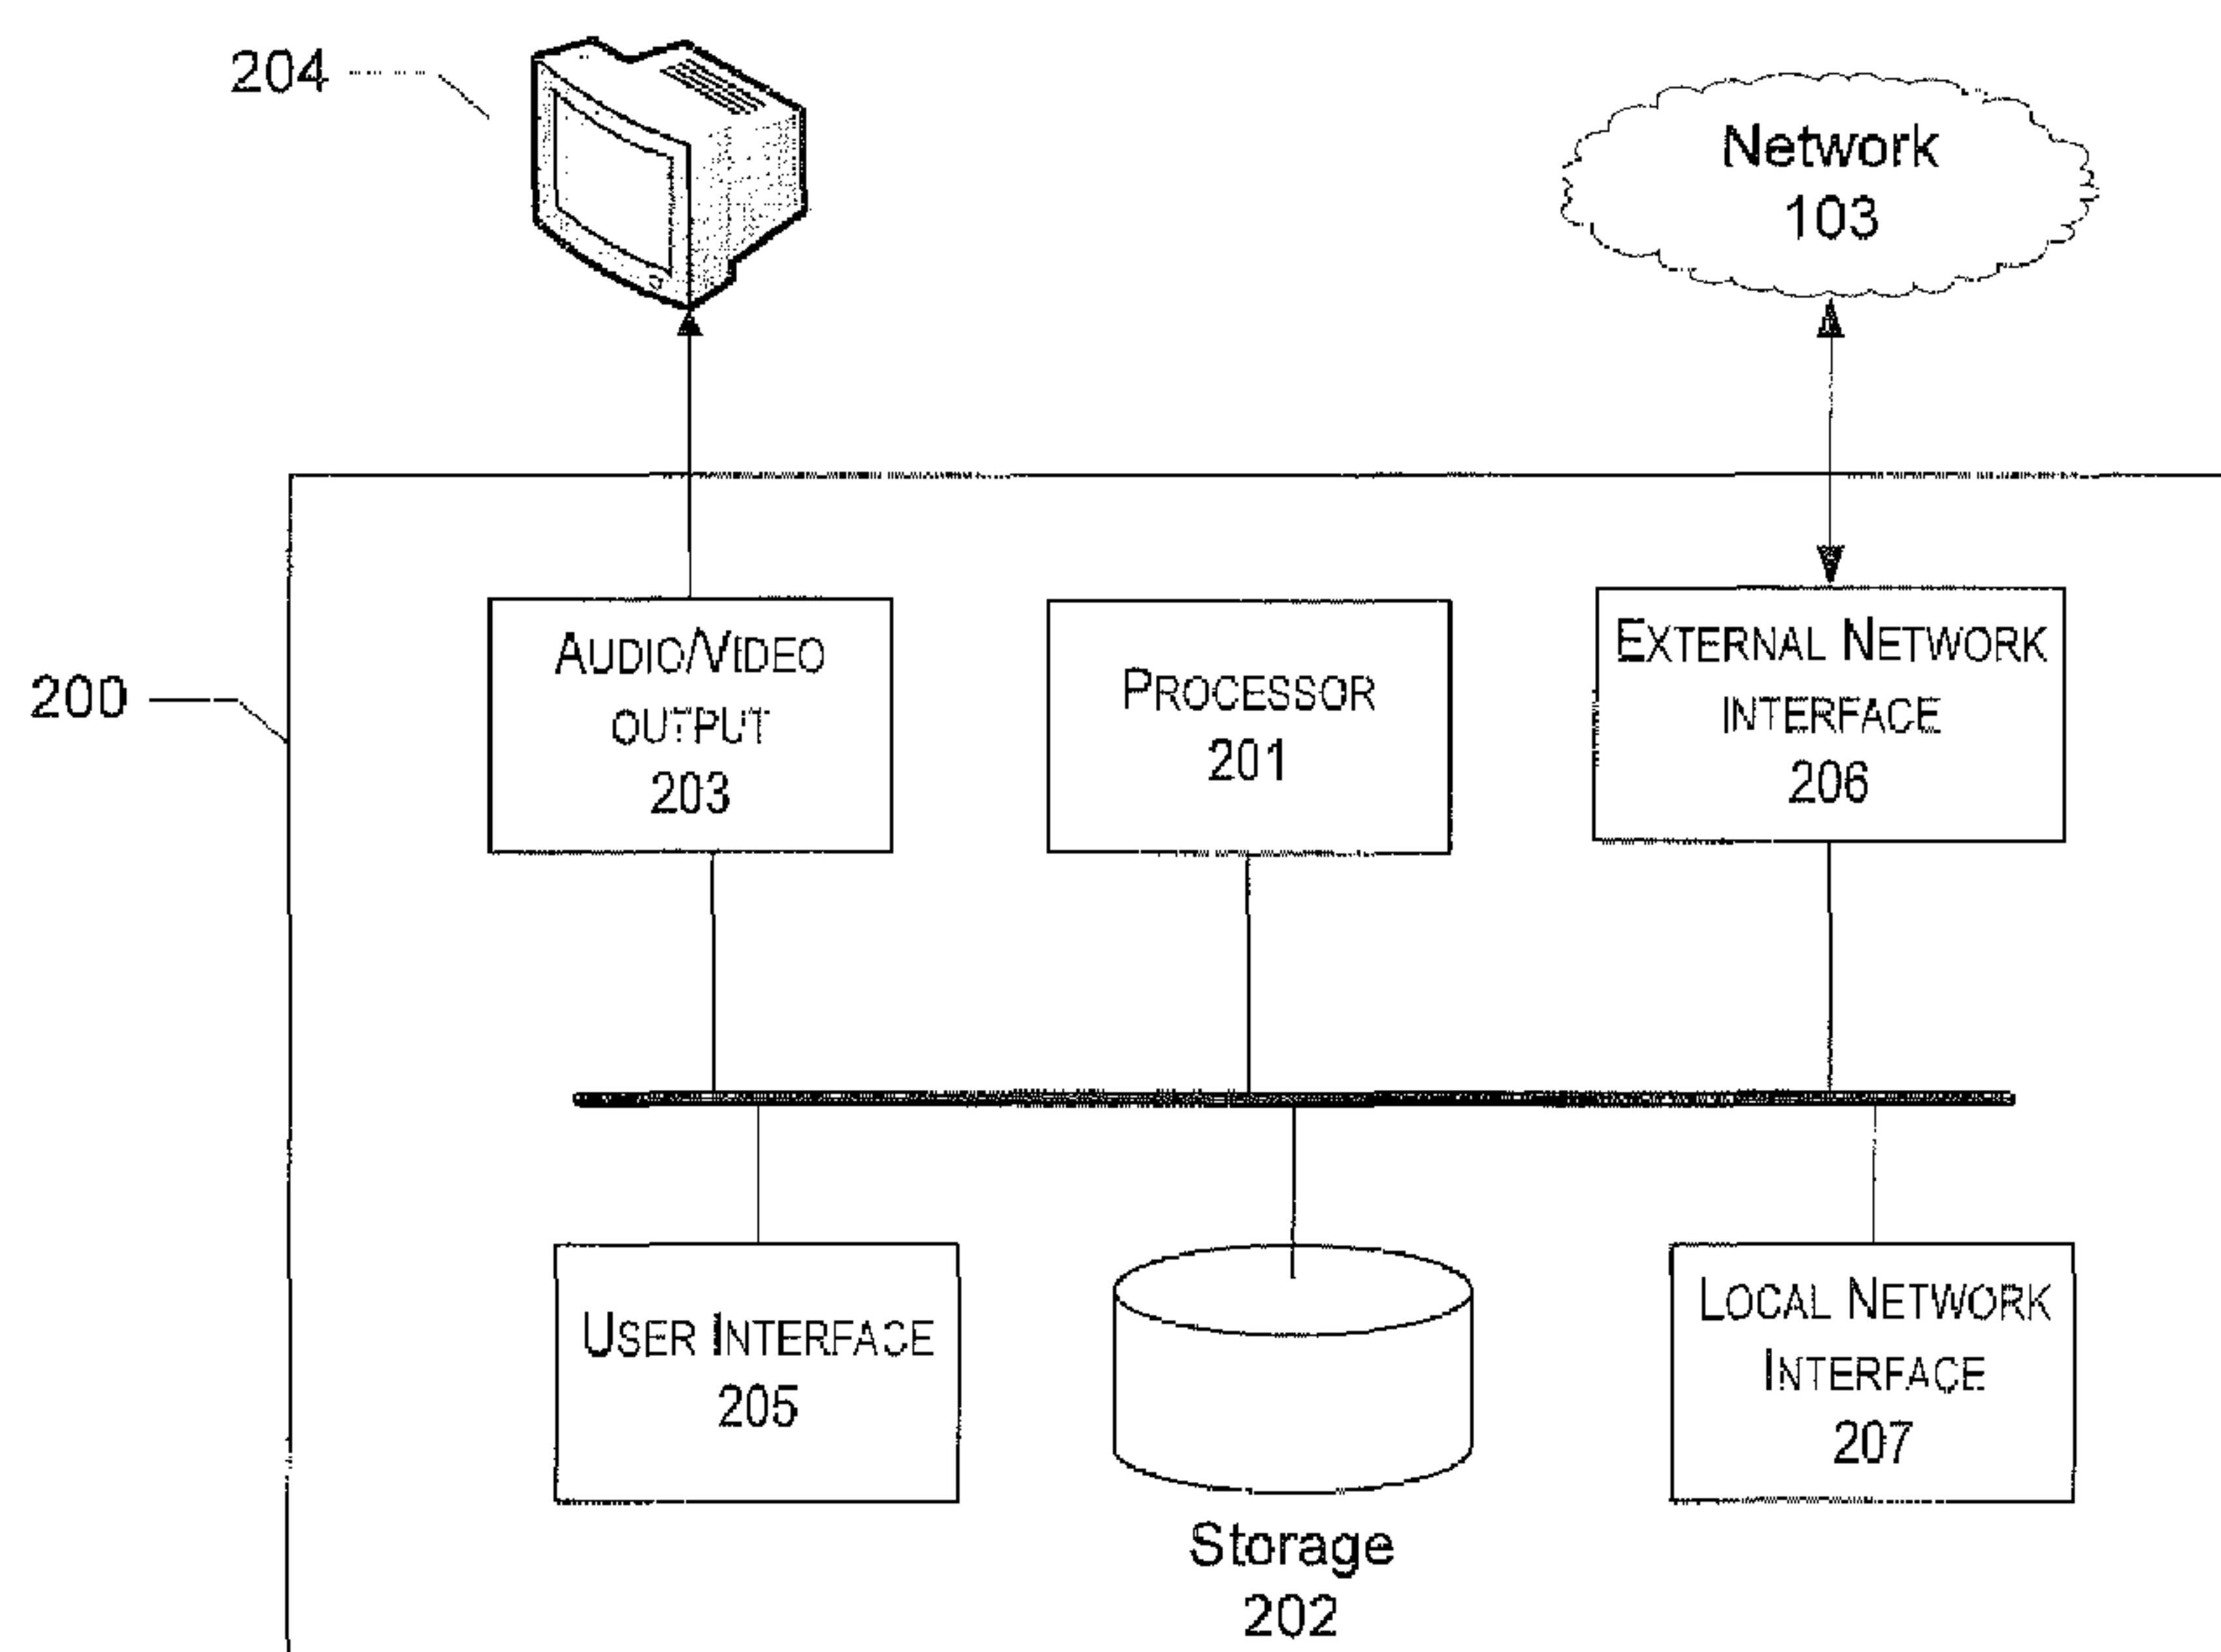 204
Network
103
200
AUDIO/VIDEO
OUTPUT
203
PROCESSOR
201
EXTERNAL NETWORK
INTERFACE
206
USER INTERFACE
205
Storage
202
LOCAL NETWORK
INTERFACE
207